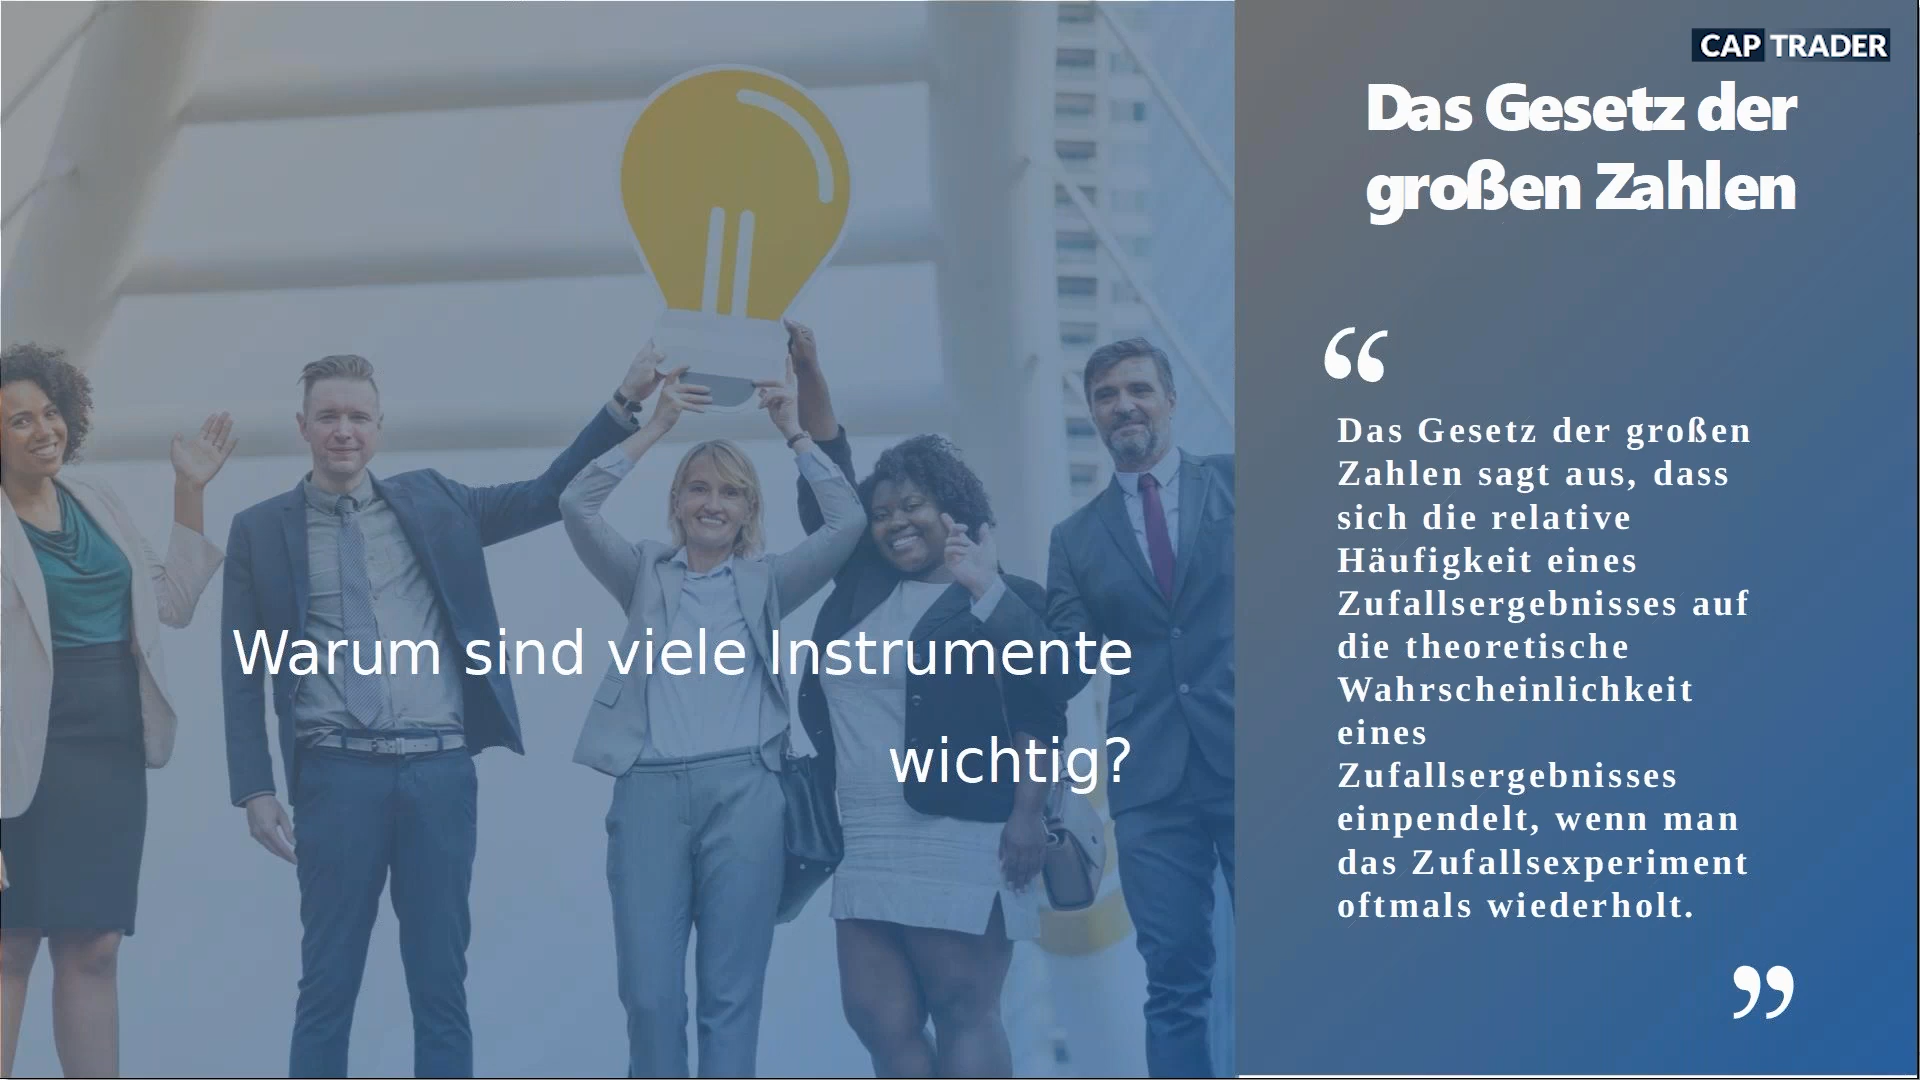 CAP TRADER
Das Gesetz der
großen Zahlen
“
Das Gesetz der großen
Zahlen sagt aus, dass
sich die relative
Häufigkeit eines
Zufallsergebnisses auf
die theoretische
Wahrscheinlichkeit
eines
Zufallsergebnisses
einpendelt, wenn man
das Zufallsexperiment
oftmals wiederholt.
”
Warum sind viele Instrumente
wichtig?